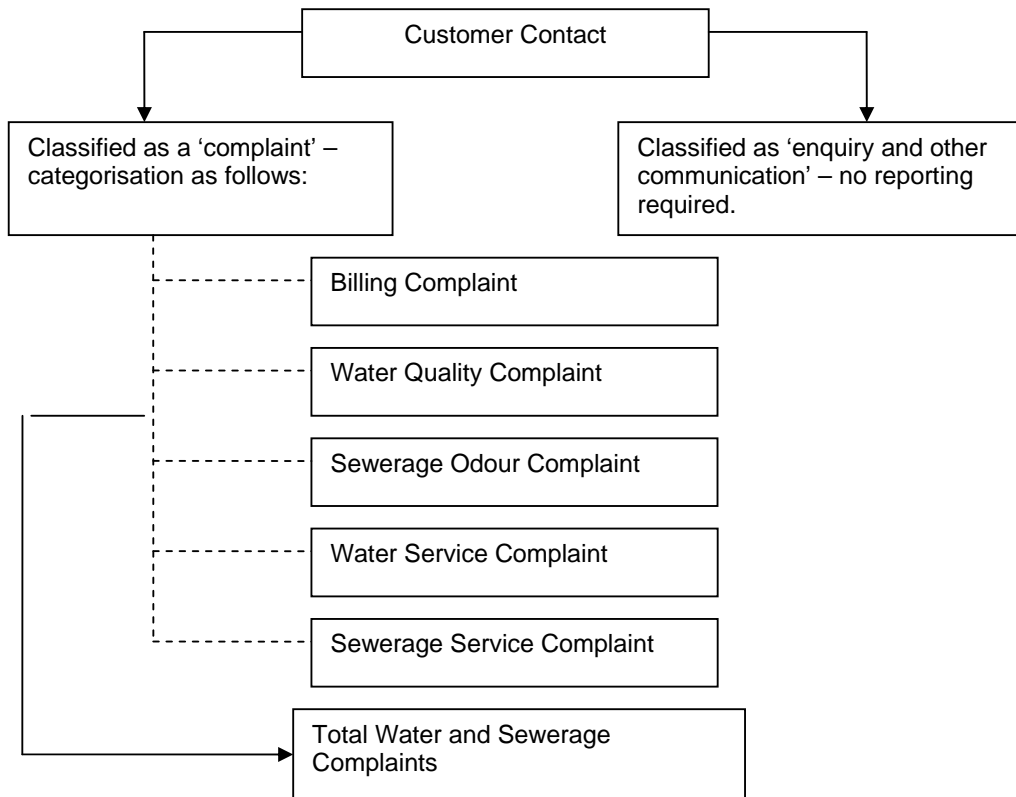 Customer Contact
Classified as a ‘complaint’ –
categorisation as follows:
Classified as ‘enquiry and other
communication’ – no reporting
required.
Billing Complaint
Water Quality Complaint
Sewerage Odour Complaint
Water Service Complaint
Sewerage Service Complaint
Total Water and Sewerage
Complaints